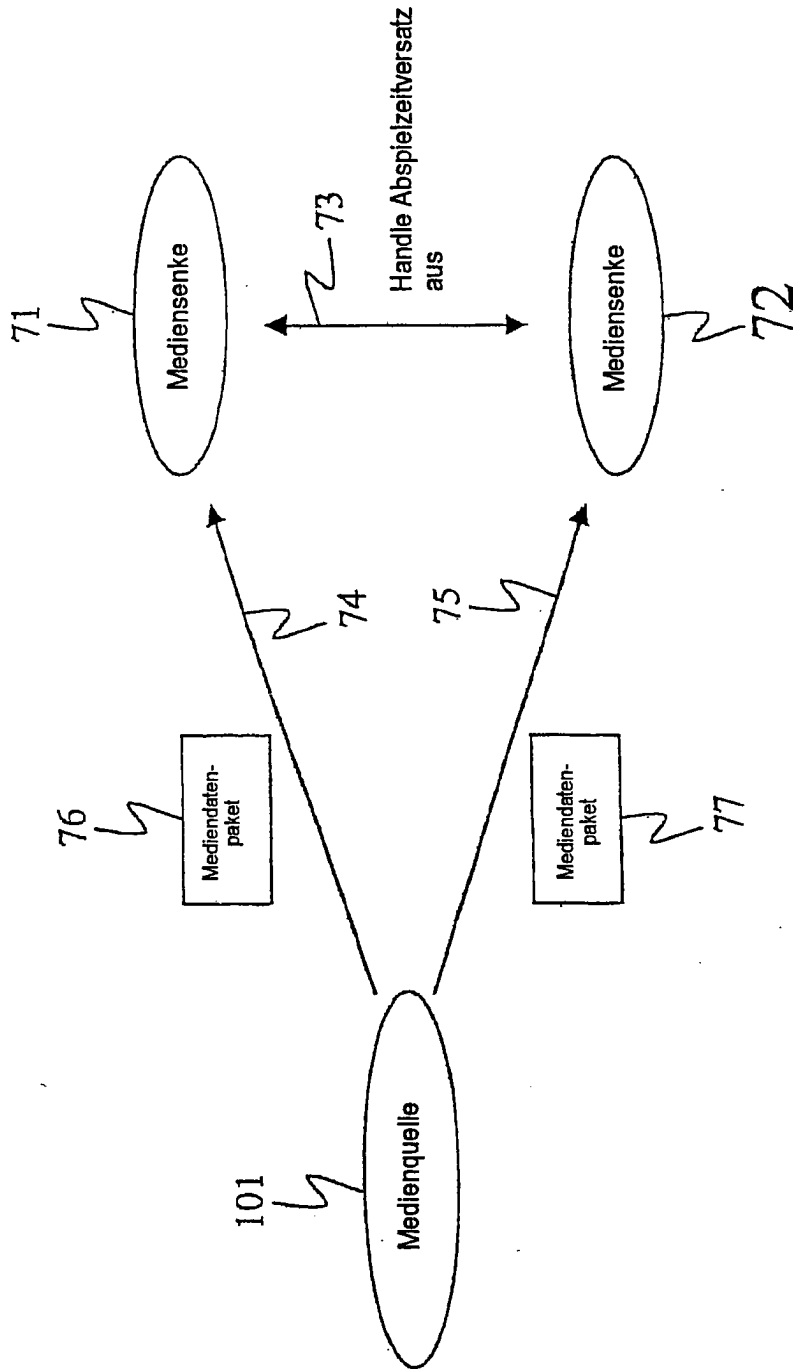 71
Mediensenke
73
Handle Abspielzeitversatz
aus
Mediensenke
72
74
75
76
Mediendaten-
paket
Mediendaten-
paket
77
101
Medienquelle